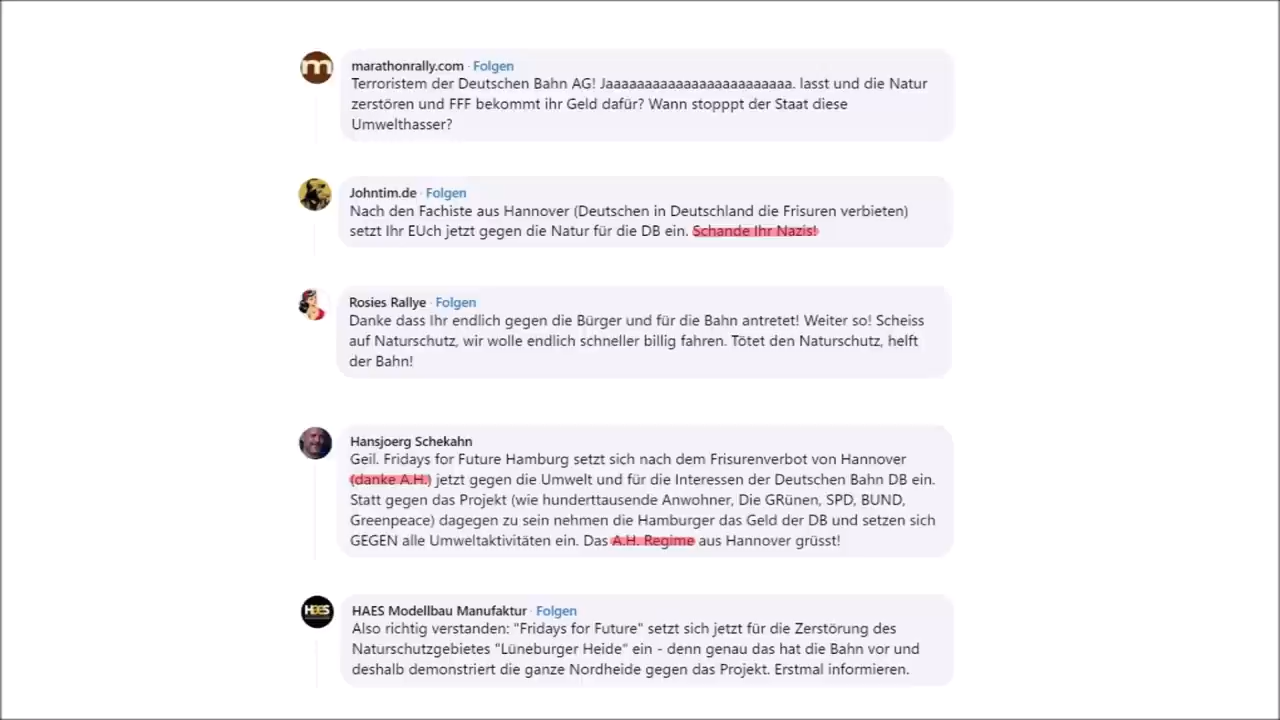 marathonrally.com · Folgen
Terroristem der Deutschen Bahn AG! Jaaaaaaaaaaaaaaaaaaaaaaaaa. lasst und die Natur
zerstören und FFF bekommt ihr Geld dafür? Wann stopppt der Staat diese
Umwelthasser?
Johntim.de · Folgen
Nach den Fachiste aus Hannover (Deutschen in Deutschland die Frisuren verbieten)
setzt Ihr EUch jetzt gegen die Natur für die DB ein. Schande Ihr Nazis!
Rosies Rallye · Folgen
Danke dass Ihr endlich gegen die Bürger und für die Bahn antretet! Weiter so! Scheiss
auf Naturschutz, wir wolle endlich schneller billig fahren. Tötet den Naturschutz, helft
der Bahn!
Hansjoerg Schekahn
Geil. Fridays for Future Hamburg setzt sich nach dem Frisurenverbot von Hannover
(danke A.H.) jetzt gegen die Umwelt und für die Interessen der Deutschen Bahn DB ein.
Statt gegen das Projekt (wie hunderttausende Anwohner, Die GRünen, SPD, BUND,
Greenpeace) dagegen zu sein nehmen die Hamburger das Geld der DB und setzen sich
GEGEN alle Umweltaktivitäten ein. Das A.H. Regime aus Hannover grüsst!
HAES
HAES Modellbau Manufaktur · Folgen
Also richtig verstanden: "Fridays for Future" setzt sich jetzt für die Zerstörung des
Naturschutzgebietes "Lüneburger Heide" ein - denn genau das hat die Bahn vor und
deshalb demonstriert die ganze Nordheide gegen das Projekt. Erstmal informieren.